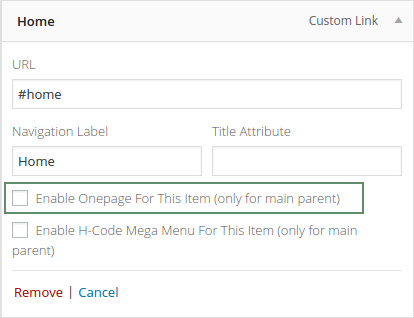 Home Custom Link
URL
#home
Navigation Label Title Attribute
Home
Enable Onepage For This Item (only for main parent)
Enable H-Code Mega Menu For This Item (only for main
parent)
Remove | Cancel